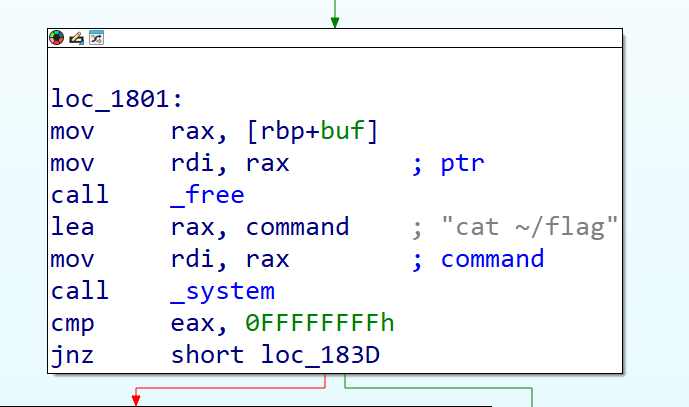 loc_1801:
mov rax, [rbp+buf]
mov rdi, rax ; ptr
call _free
lea rax, command ; "cat ~/flag"
mov rdi, rax ; command
call _system
cmp eax, 0FFFFFFFFh
jnz short loc_183D